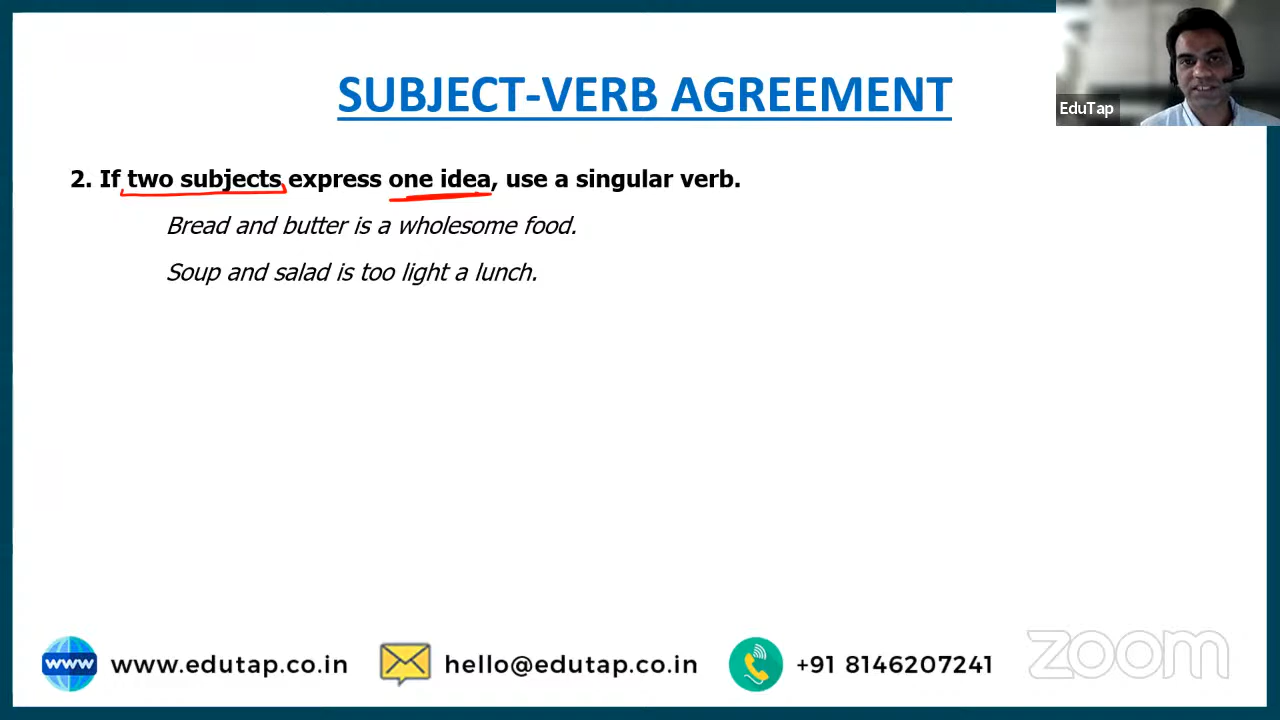 SUBJECT-VERB AGREEMENT
EduTap
2. If two subjects express one idea, use a singular verb.
Bread and butter is a wholesome food.
Soup and salad is too light a lunch.
www www.edutap.co.in hello@edutap.co.in +91 8146207241 zoom